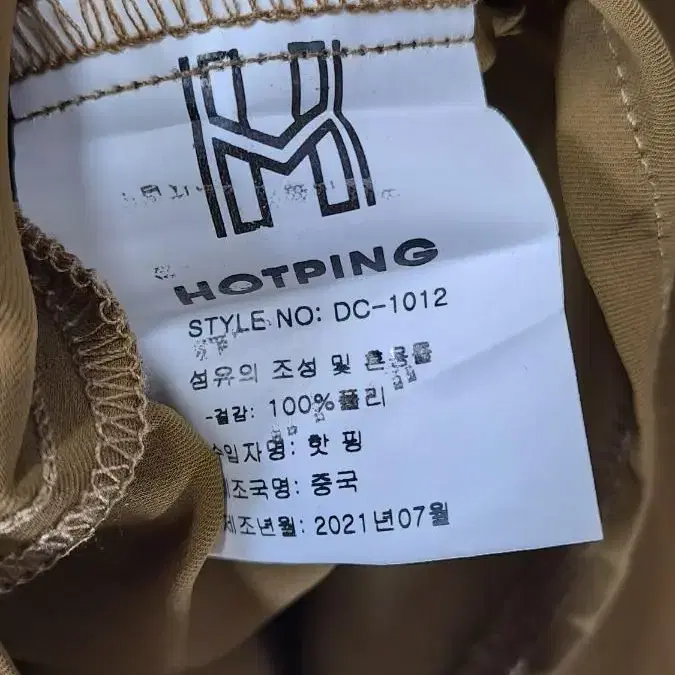 HOTPING
STYLE NO: DC-1012
섬유의 조성 및 혼용률
-겉감: 100%폴리
수입자명: 핫 핑
제조국명: 중국
제조년월: 2021년07월